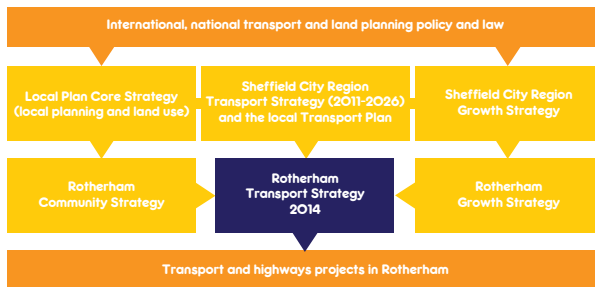 International, national transport and land planning policy and law
Local Plan Core Strategy
(local planning and land use)
Sheffield City Region
Transport Strategy (2011-2026)
and the local Transport Plan
Sheffield City Region
Growth Strategy
Rotherham
Community Strategy
Rotherham
Transport Strategy
2014
Rotherham
Growth Strategy
Transport and highways projects in Rotherham